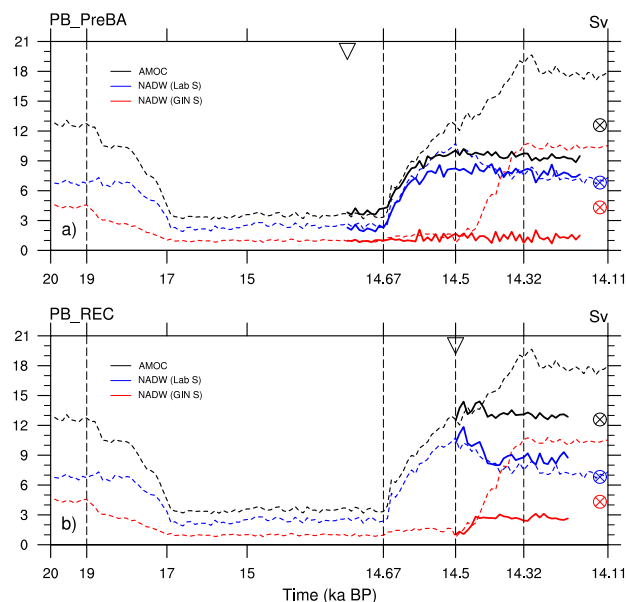 PB_PreBA Sv
21
18
15
12
9
6
3
0
AMOC
NADW (Lab S)
NADW (GIN S)
a)
20 19 17 15 14.67 14.5 14.32 14.11
PB_REC Sv
21
18
15
12
9
6
3
0
AMOC
NADW (Lab S)
NADW (GIN S)
b)
20 19 17 15 14.67 14.5 14.32 14.11
Time (ka BP)